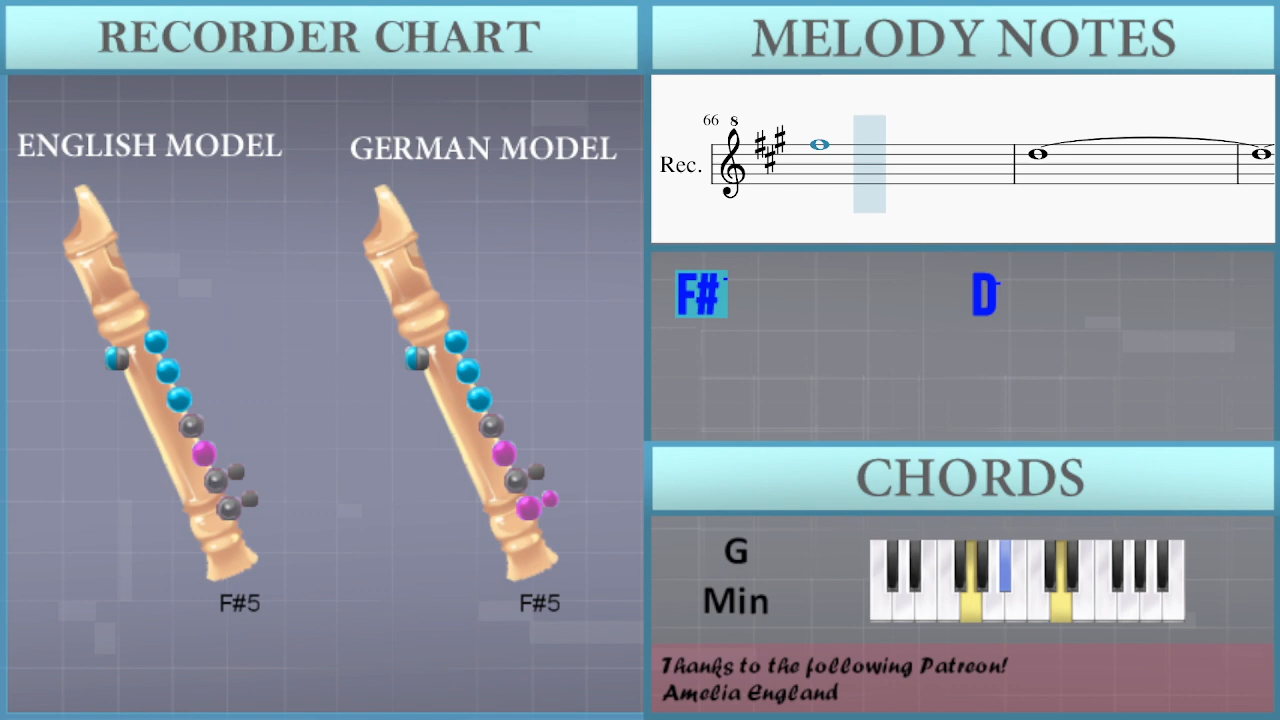 RECORDER CHART
ENGLISH MODEL
GERMAN MODEL
F#5
F#5
MELODY NOTES
66
8
Rec.
F#-
D
CHORDS
G
Min
Thanks to the following Patreon!
Amelia England